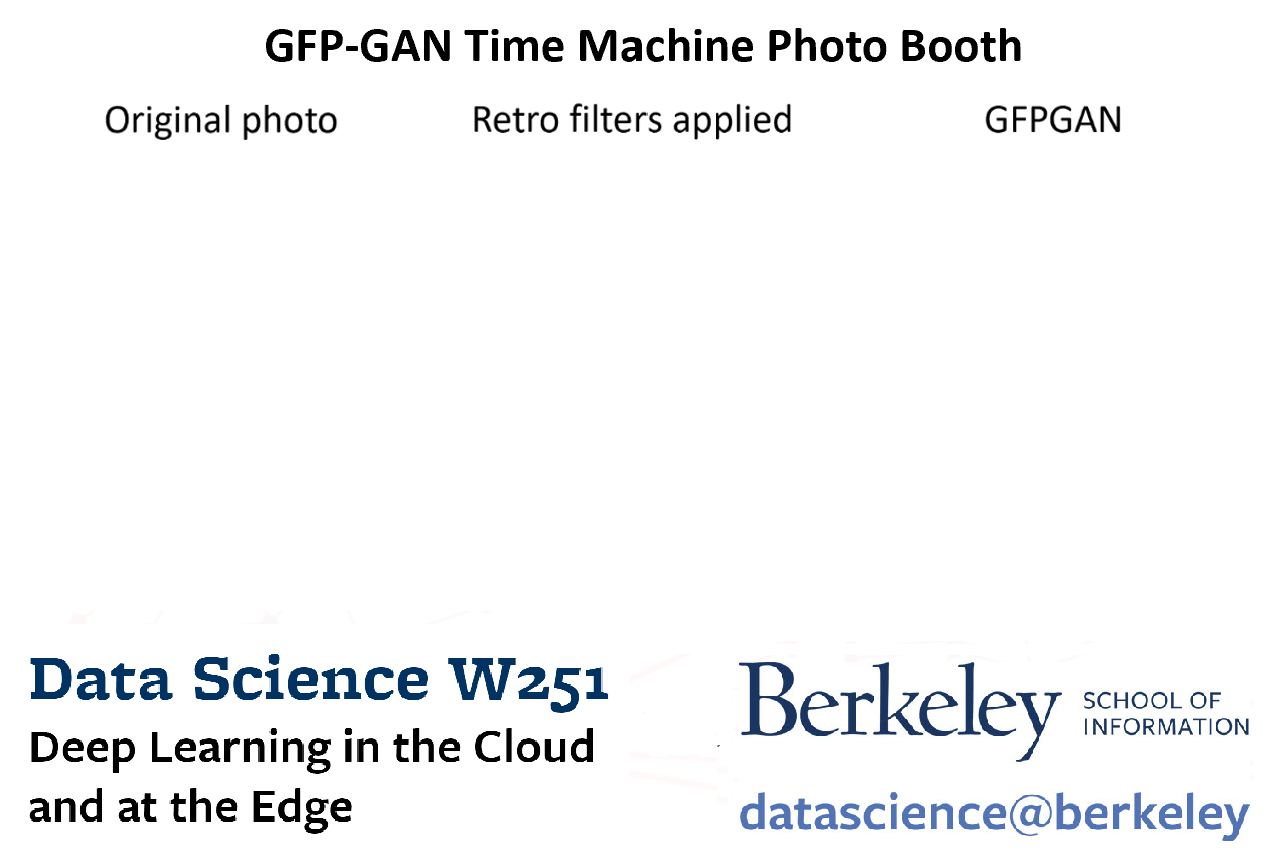 GFP-GAN Time Machine Photo Booth
Original photo Retro filters applied GFPGAN
Data Science W251
Deep Learning in the Cloud
and at the Edge
Berkeley SCHOOL OF
INFORMATION
datascience@berkeley